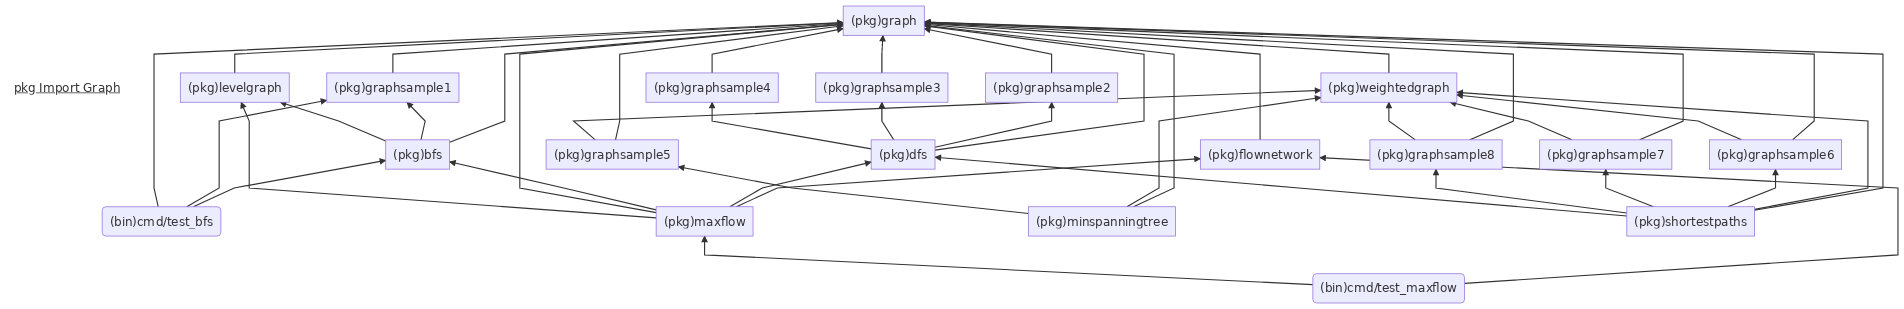 (pkg)graph
pkg Import Graph
(pkg)levelgraph
(pkg)graphsample1
(pkg)graphsample4
(pkg)graphsample3
(pkg)graphsample2
(pkg)weightedgraph
(pkg)bfs
(pkg)graphsample5
(pkg)dfs
(pkg)flownetwork
(pkg)graphsample8
(pkg)graphsample7
(pkg)graphsample6
(bin)cmd/test_bfs
(pkg)maxflow
(pkg)minspanningtree
(pkg)shortestpaths
(bin)cmd/test_maxflow